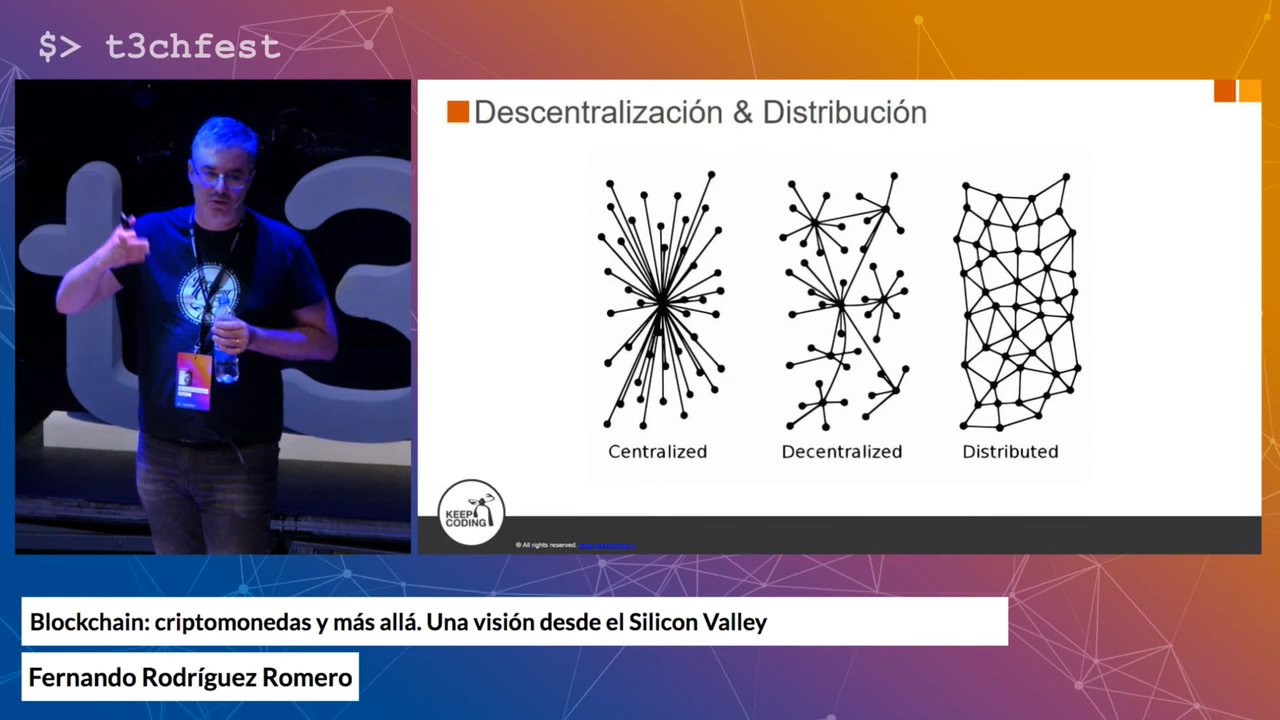 $> t3chfest
t3
Descentralización & Distribución
Centralized
Decentralized
Distributed
KEEP
CODING
© All rights reserved.
Blockchain: criptomonedas y más allá. Una visión desde el Silicon Valley
Fernando Rodríguez Romero